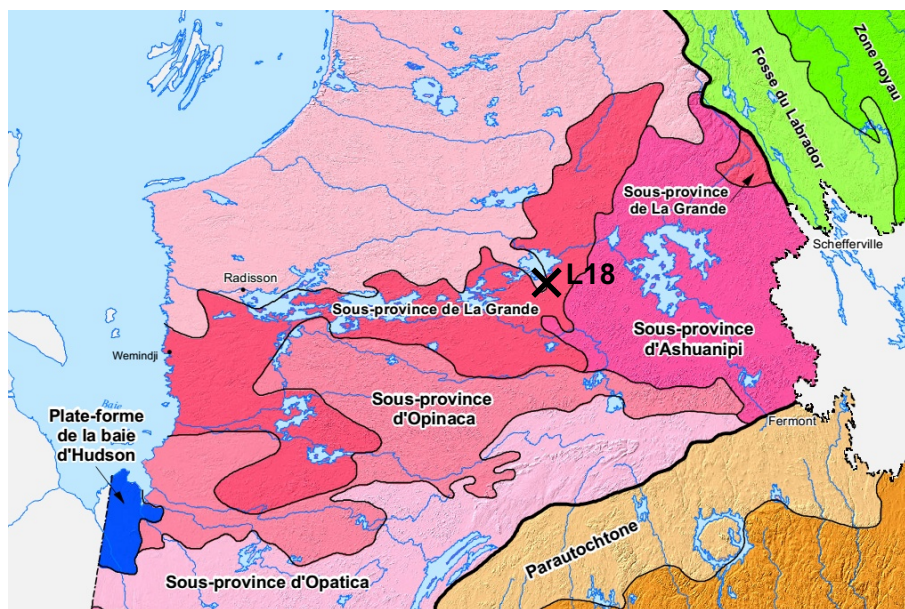 Zone noyau
Fosse du Labrador
Sous-province
de La Grande
Schefferville
L18
Radisson
Sous-province de La Grande
Sous-province
d'Ashuanipi
Wemindji
Sous-province
d'Opinaca
Baie
Plate-forme
de la baie
d'Hudson
Fermont
Parautochtone
Sous-province d'Opatica